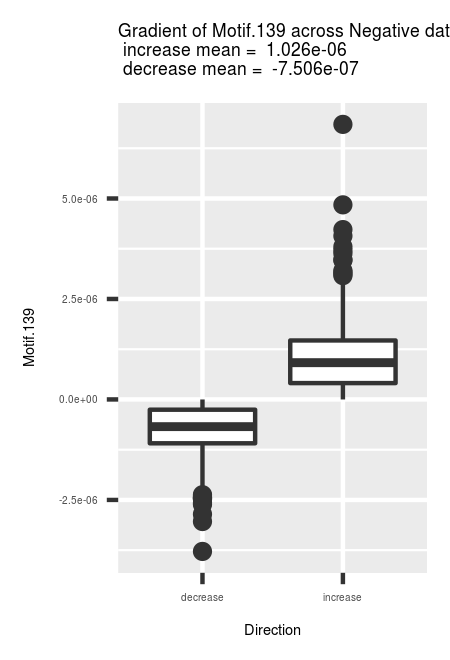 Gradient of Motif.139 across Negative dat
increase mean =  1.026e-06
decrease mean =  -7.506e-07
5.0e-06
2.5e-06
0.0e+00
-2.5e-06
Motif.139
decrease
increase
Direction